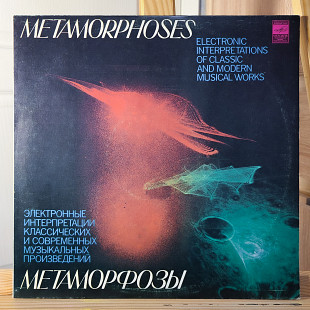 METAMORPHOSES
ELECTRONIC
INTERPRETATIONS
OF CLASSIC
AND MODERN
MUSICAL WORKS
ЭЛЕКТРОННЫЕ
ИНТЕРПРЕТАЦИИ
КЛАССИЧЕСКИХ
И СОВРЕМЕННЫХ
МУЗЫКАЛЬНЫХ
ПРОИЗВЕДЕНИЙ
МЕТАМОРФОЗЫ